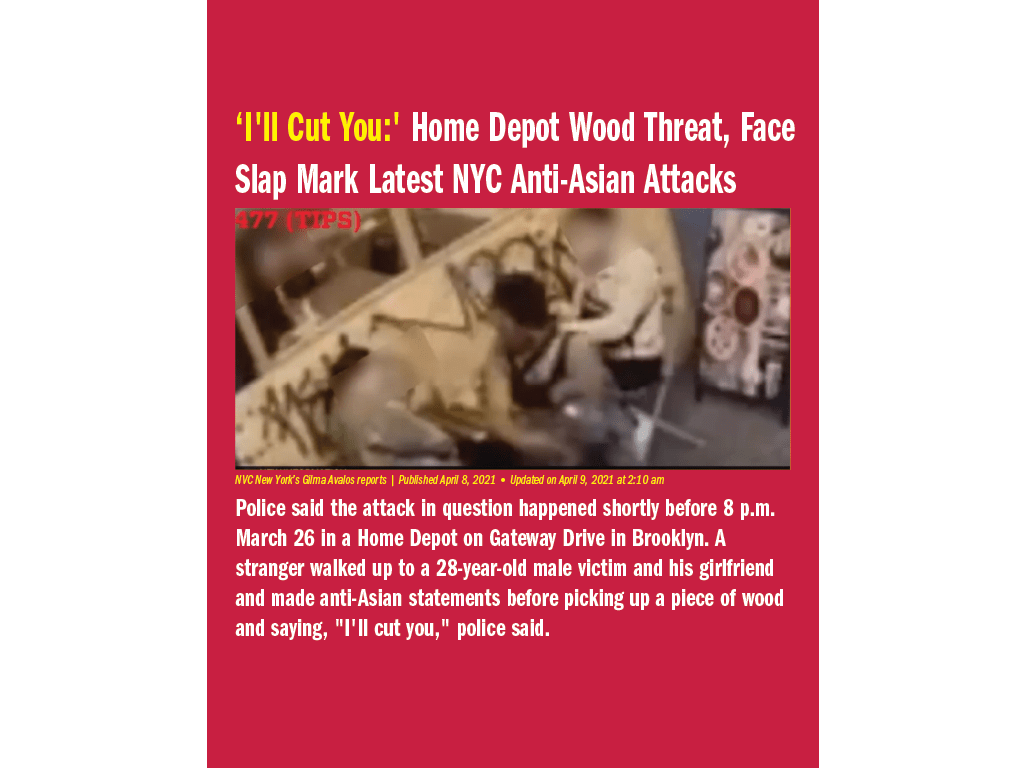 ‘I'll Cut You:' Home Depot Wood Threat, Face
Slap Mark Latest NYC Anti-Asian Attacks
477 (TIPS)
NVC New York's Gilma Avalos reports | Published April 8, 2021 • Updated on April 9, 2021 at 2:10 am
Police said the attack in question happened shortly before 8 p.m.
March 26 in a Home Depot on Gateway Drive in Brooklyn. A
stranger walked up to a 28-year-old male victim and his girlfriend
and made anti-Asian statements before picking up a piece of wood
and saying, "I'll cut you," police said.